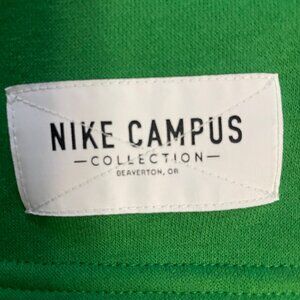 NIKE CAMPUS
—COLLECTION—
BEAVERTON, OR